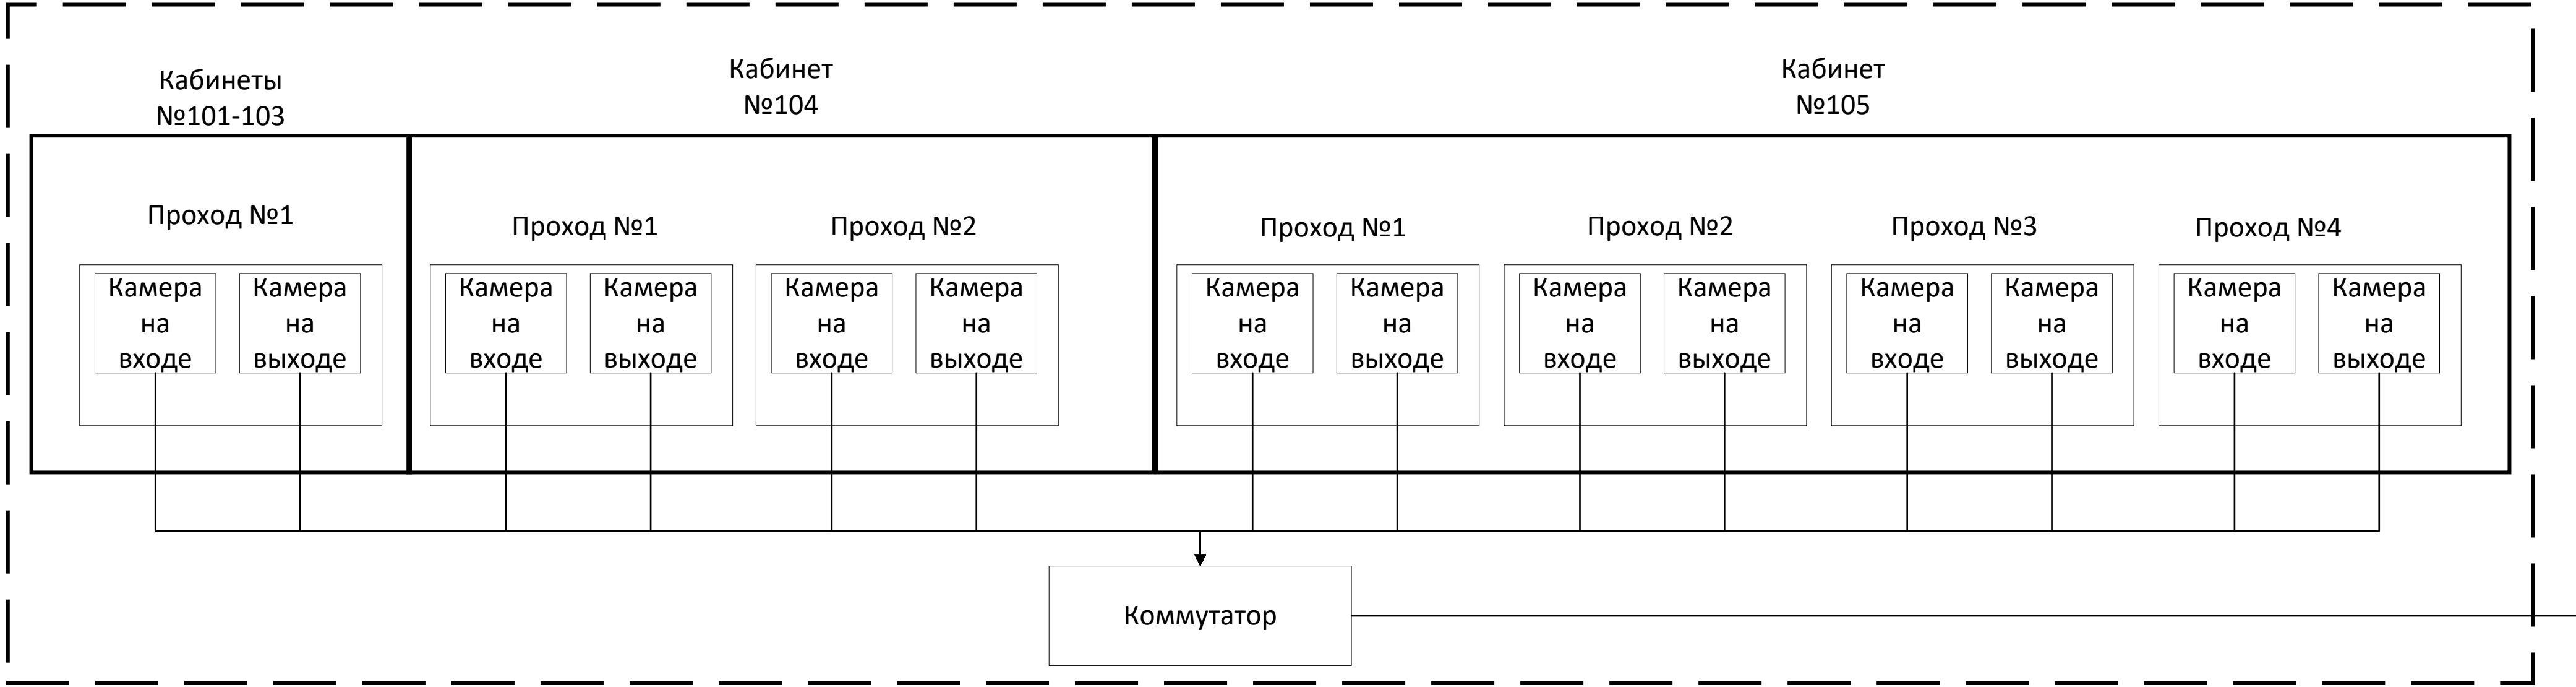 Кабинеты
№101-103
Кабинет
№104
Кабинет
№105
Проход №1
Проход №1
Проход №2
Проход №1
Проход №2
Проход №3
Проход №4
Камера
на
входе
Камера
на
выходе
Камера
на
входе
Камера
на
выходе
Камера
на
входе
Камера
на
выходе
Камера
на
входе
Камера
на
выходе
Камера
на
входе
Камера
на
выходе
Камера
на
входе
Камера
на
выходе
Камера
на
входе
Камера
на
выходе
Коммутатор